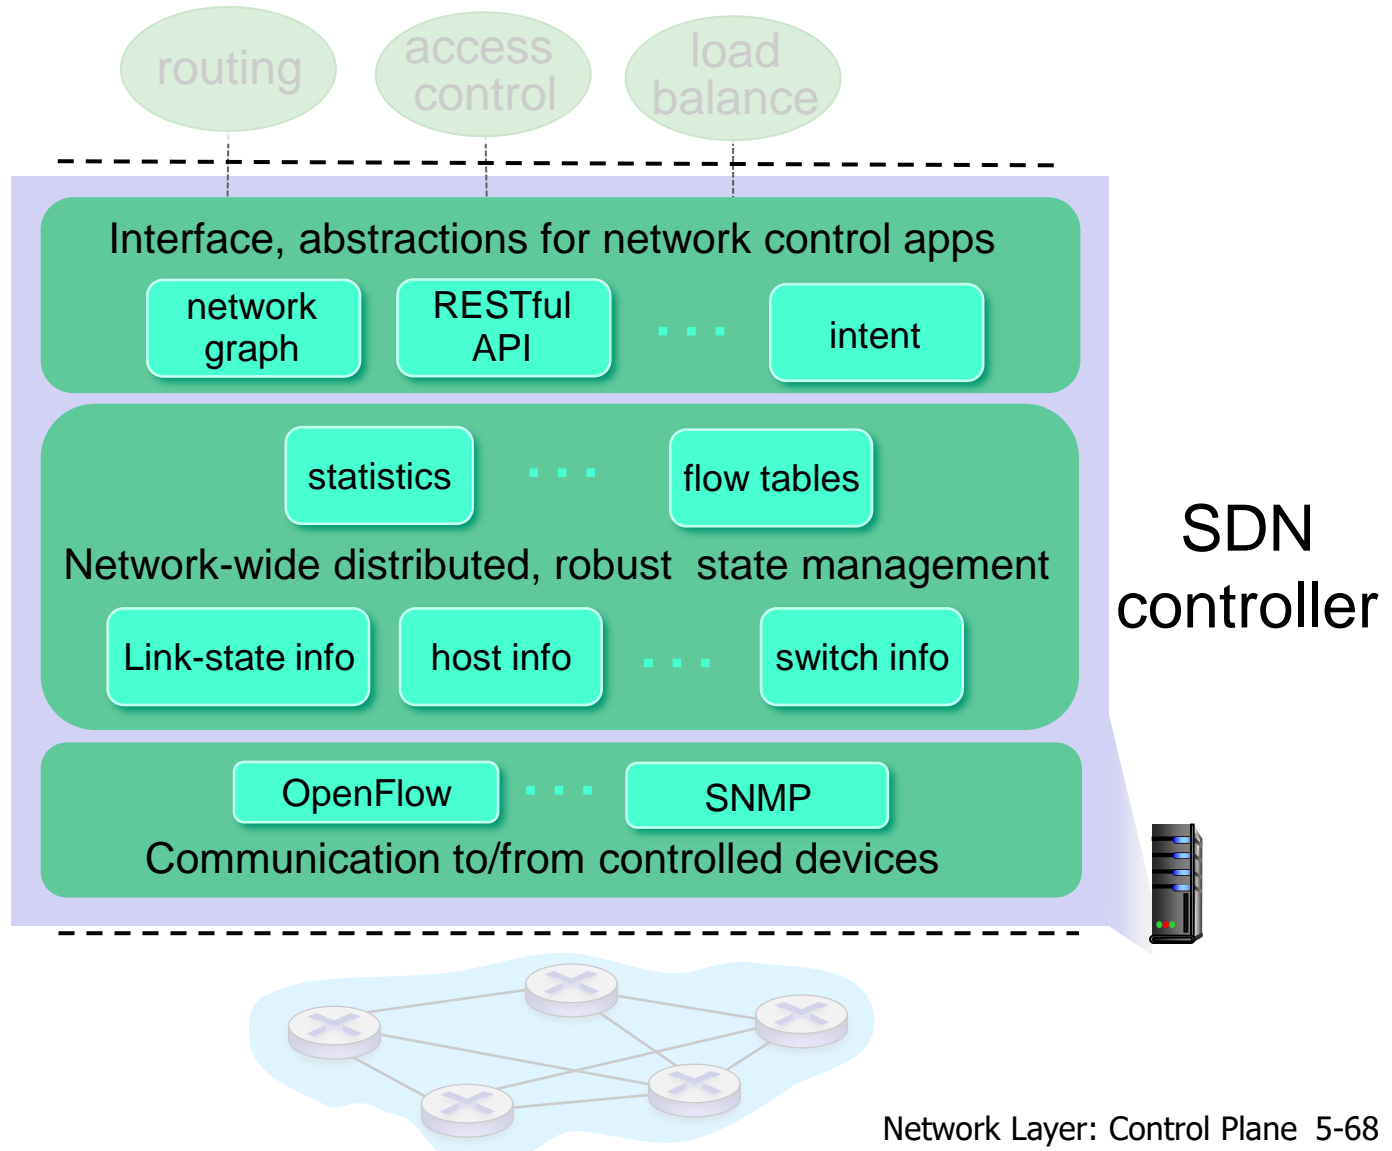 routing
access
control
load
balance
Interface, abstractions for network control apps
network
graph
RESTful
API
. . .
intent
statistics
. . .
flow tables
Network-wide distributed, robust  state management
Link-state info
host info
. . .
switch info
SDN
controller
OpenFlow
. . .
SNMP
Communication to/from controlled devices
Network Layer: Control Plane  5-68